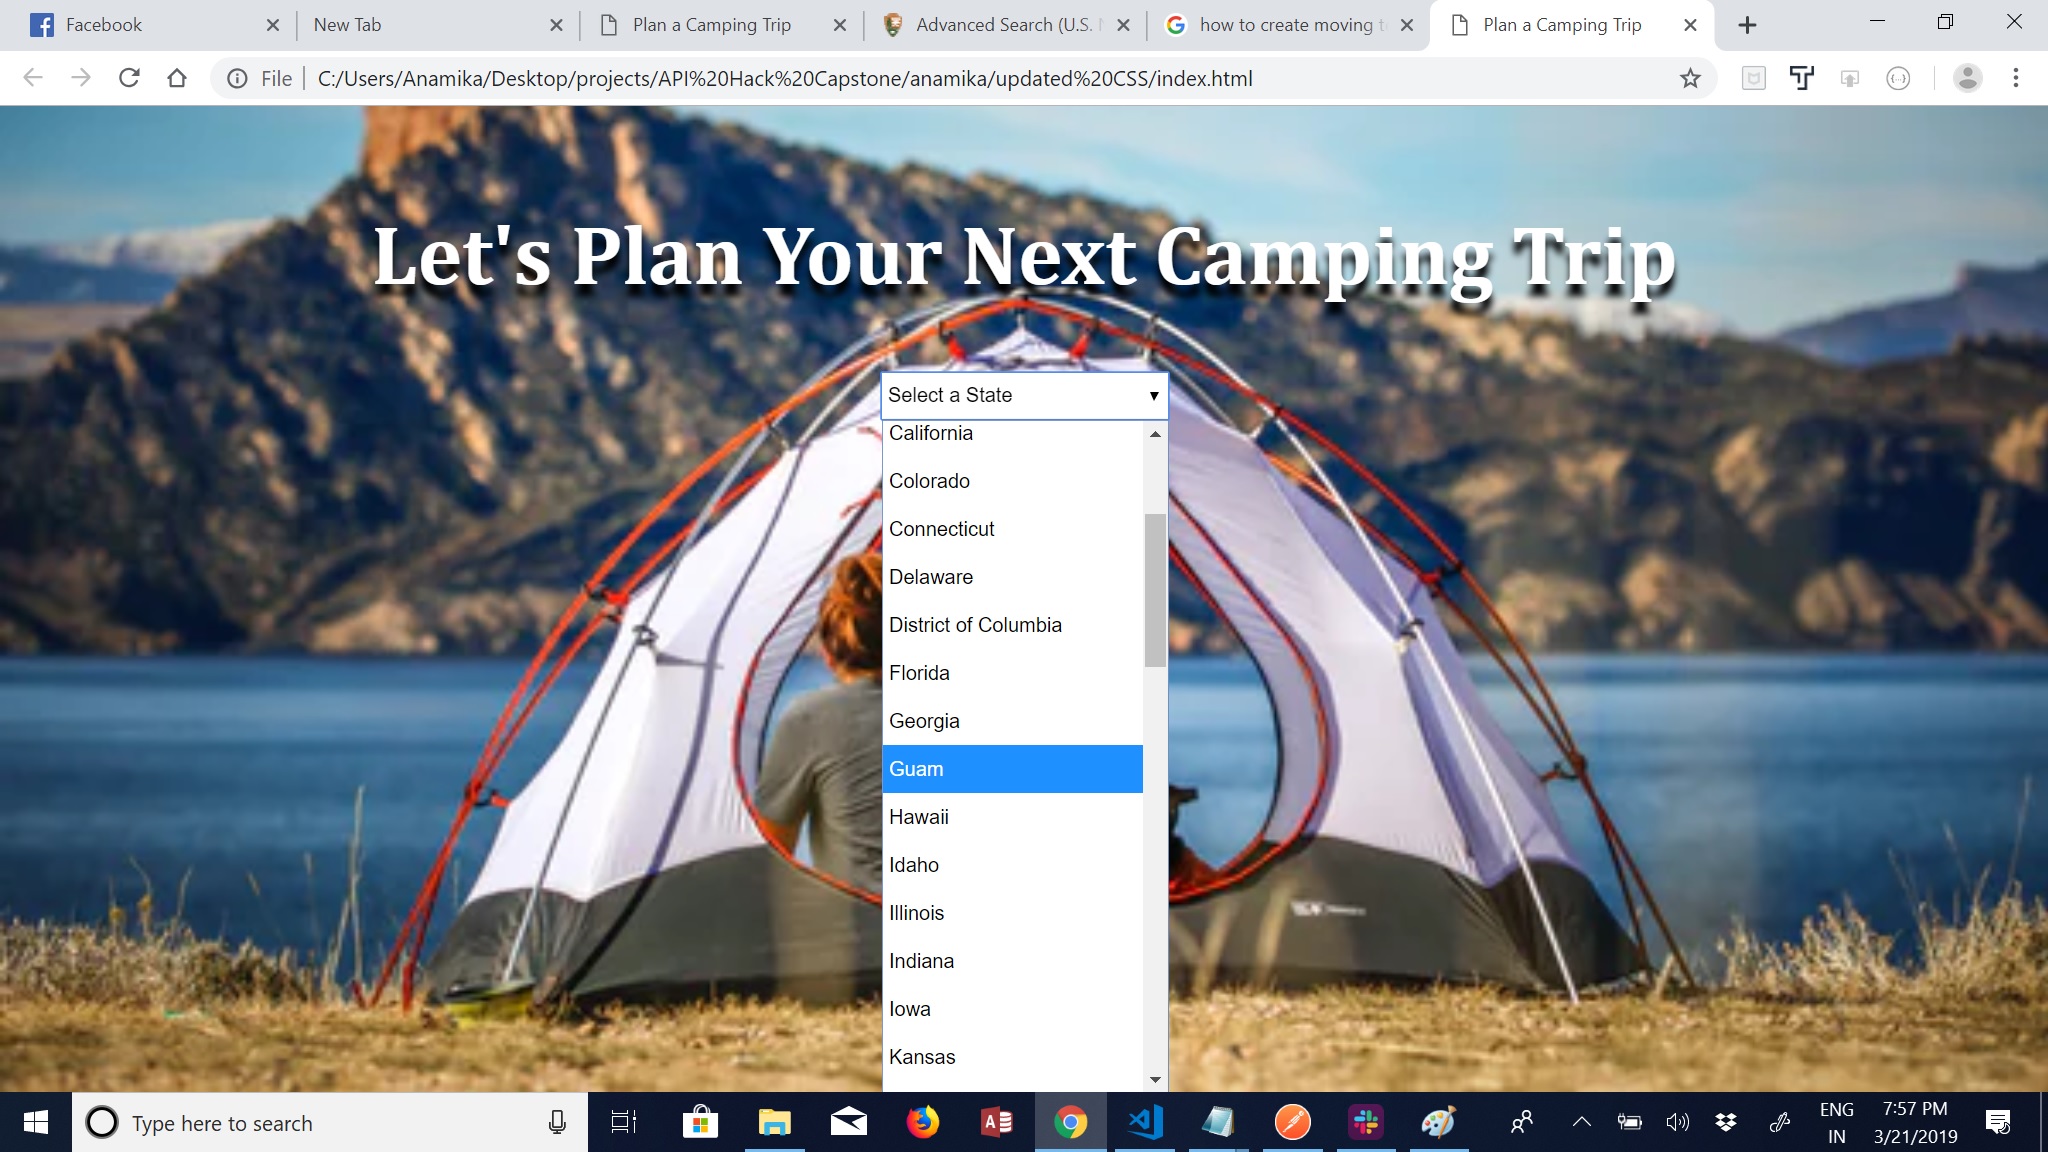 Facebook
New Tab
Plan a Camping Trip
Advanced Search (U.S.
how to create moving t
Plan a Camping Trip
File C:/Users/Anamika/Desktop/projects/API%20Hack%20Capstone/anamika/updated%20CSS/index.html
Let's Plan Your Next Camping Trip
Select a State
California
Colorado
Connecticut
Delaware
District of Columbia
Florida
Georgia
Guam
Hawaii
Idaho
Illinois
Indiana
Iowa
Kansas
Type here to search
ENG
IN
7:57 PM
3/21/2019